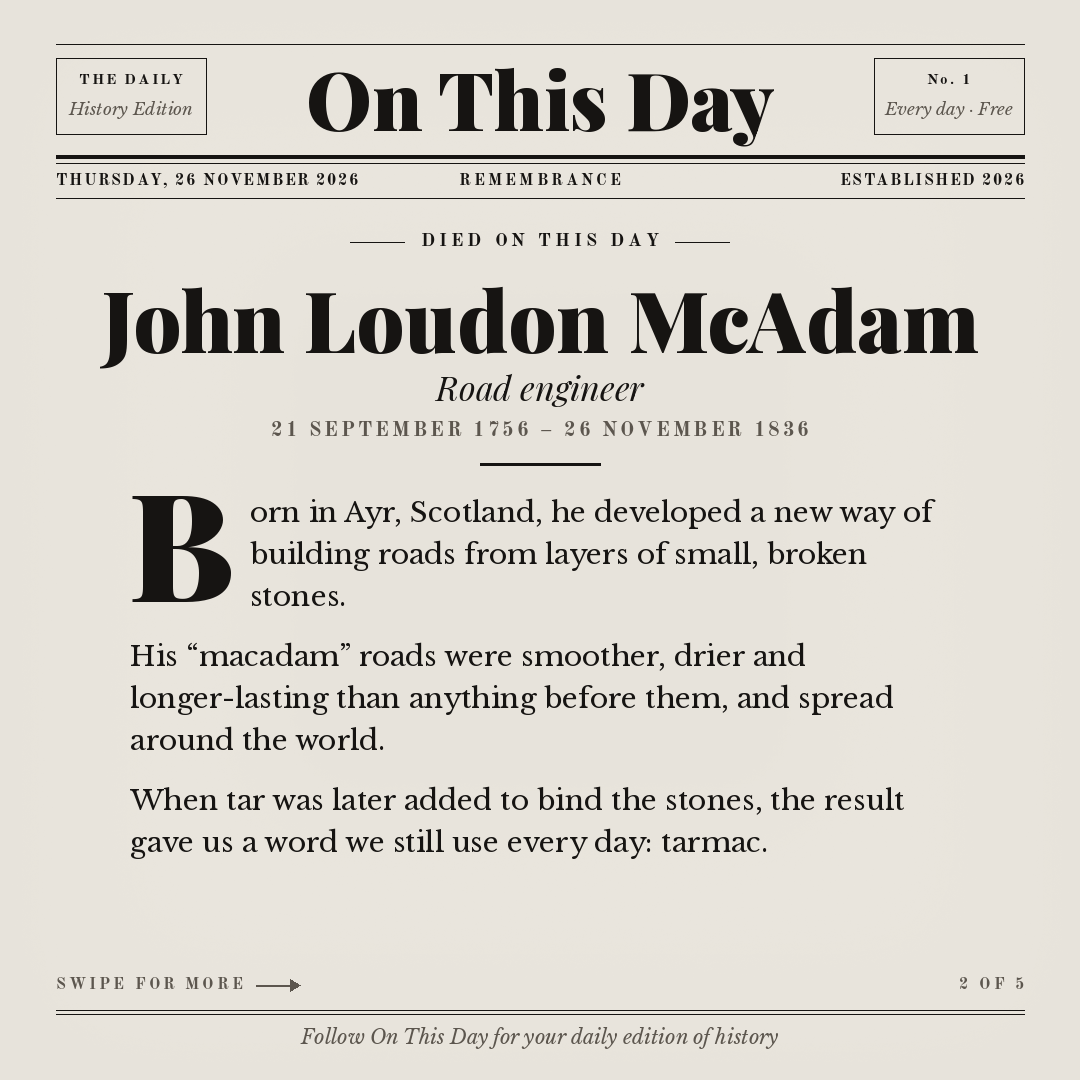 THE DAILY
History Edition
On This Day
No. 1
Every day · Free
THURSDAY, 26 NOVEMBER 2026
REMEMBRANCE
ESTABLISHED 2026
DIED ON THIS DAY
John Loudon McAdam
Road engineer
21 SEPTEMBER 1756 – 26 NOVEMBER 1836
Born in Ayr, Scotland, he developed a new way of
building roads from layers of small, broken
stones.
His “macadam” roads were smoother, drier and
longer-lasting than anything before them, and spread
around the world.
When tar was later added to bind the stones, the result
gave us a word we still use every day: tarmac.
SWIPE FOR MORE
2 OF 5
Follow On This Day for your daily edition of history